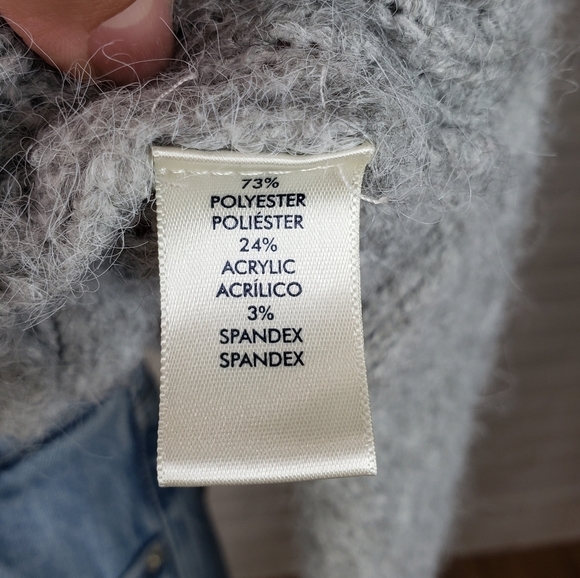 73%
POLYESTER
POLIÉSTER
24%
ACRYLIC
ACRÍLICO
3%
SPANDEX
SPANDEX